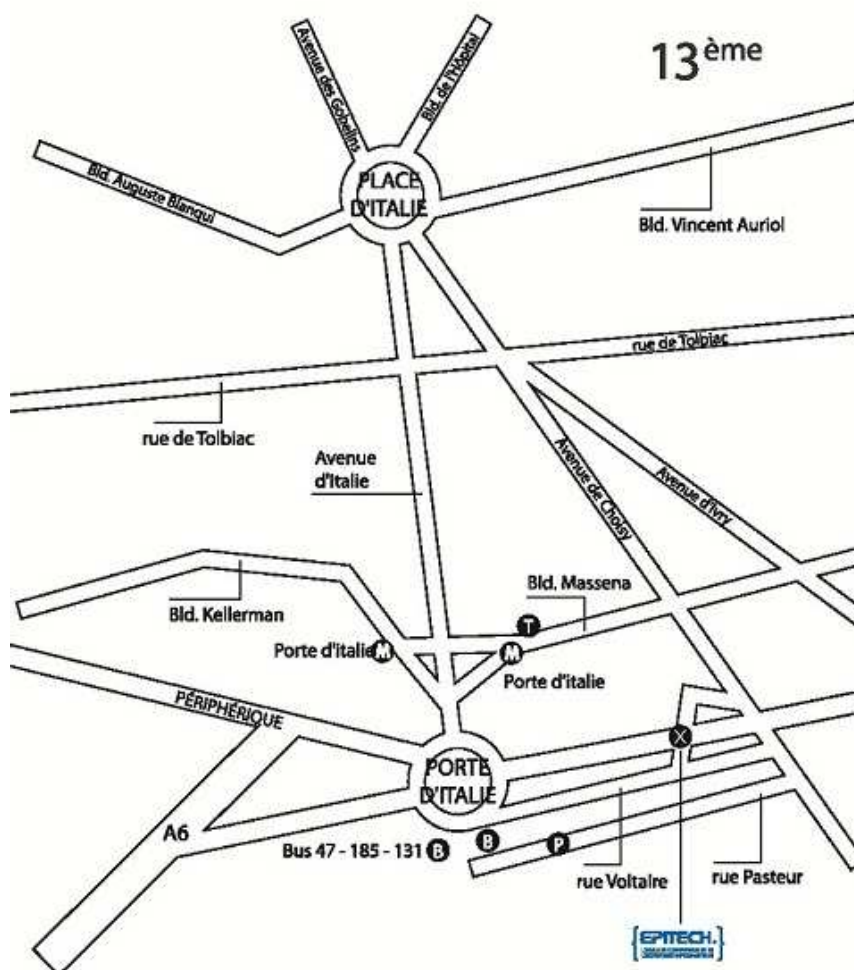 13ème
Avenue des Gobelins
Bld. de l'Hôpital
Bld. Auguste Blanqui
PLACE
D'ITALIE
Bld. Vincent Auriol
rue de Tolbiac
rue de Tolbiac
Avenue
d'Italie
Avenue de Choisy
Avenue d'Ivry
Bld. Massena
Bld. Kellerman
T
Porte d'italie
M
M
Porte d'italie
PÉRIPHÉRIQUE
X
PORTE
D'ITALIE
A6
Bus 47 - 185 - 131
B
B
P
rue Voltaire
rue Pasteur
{EPITECH.}